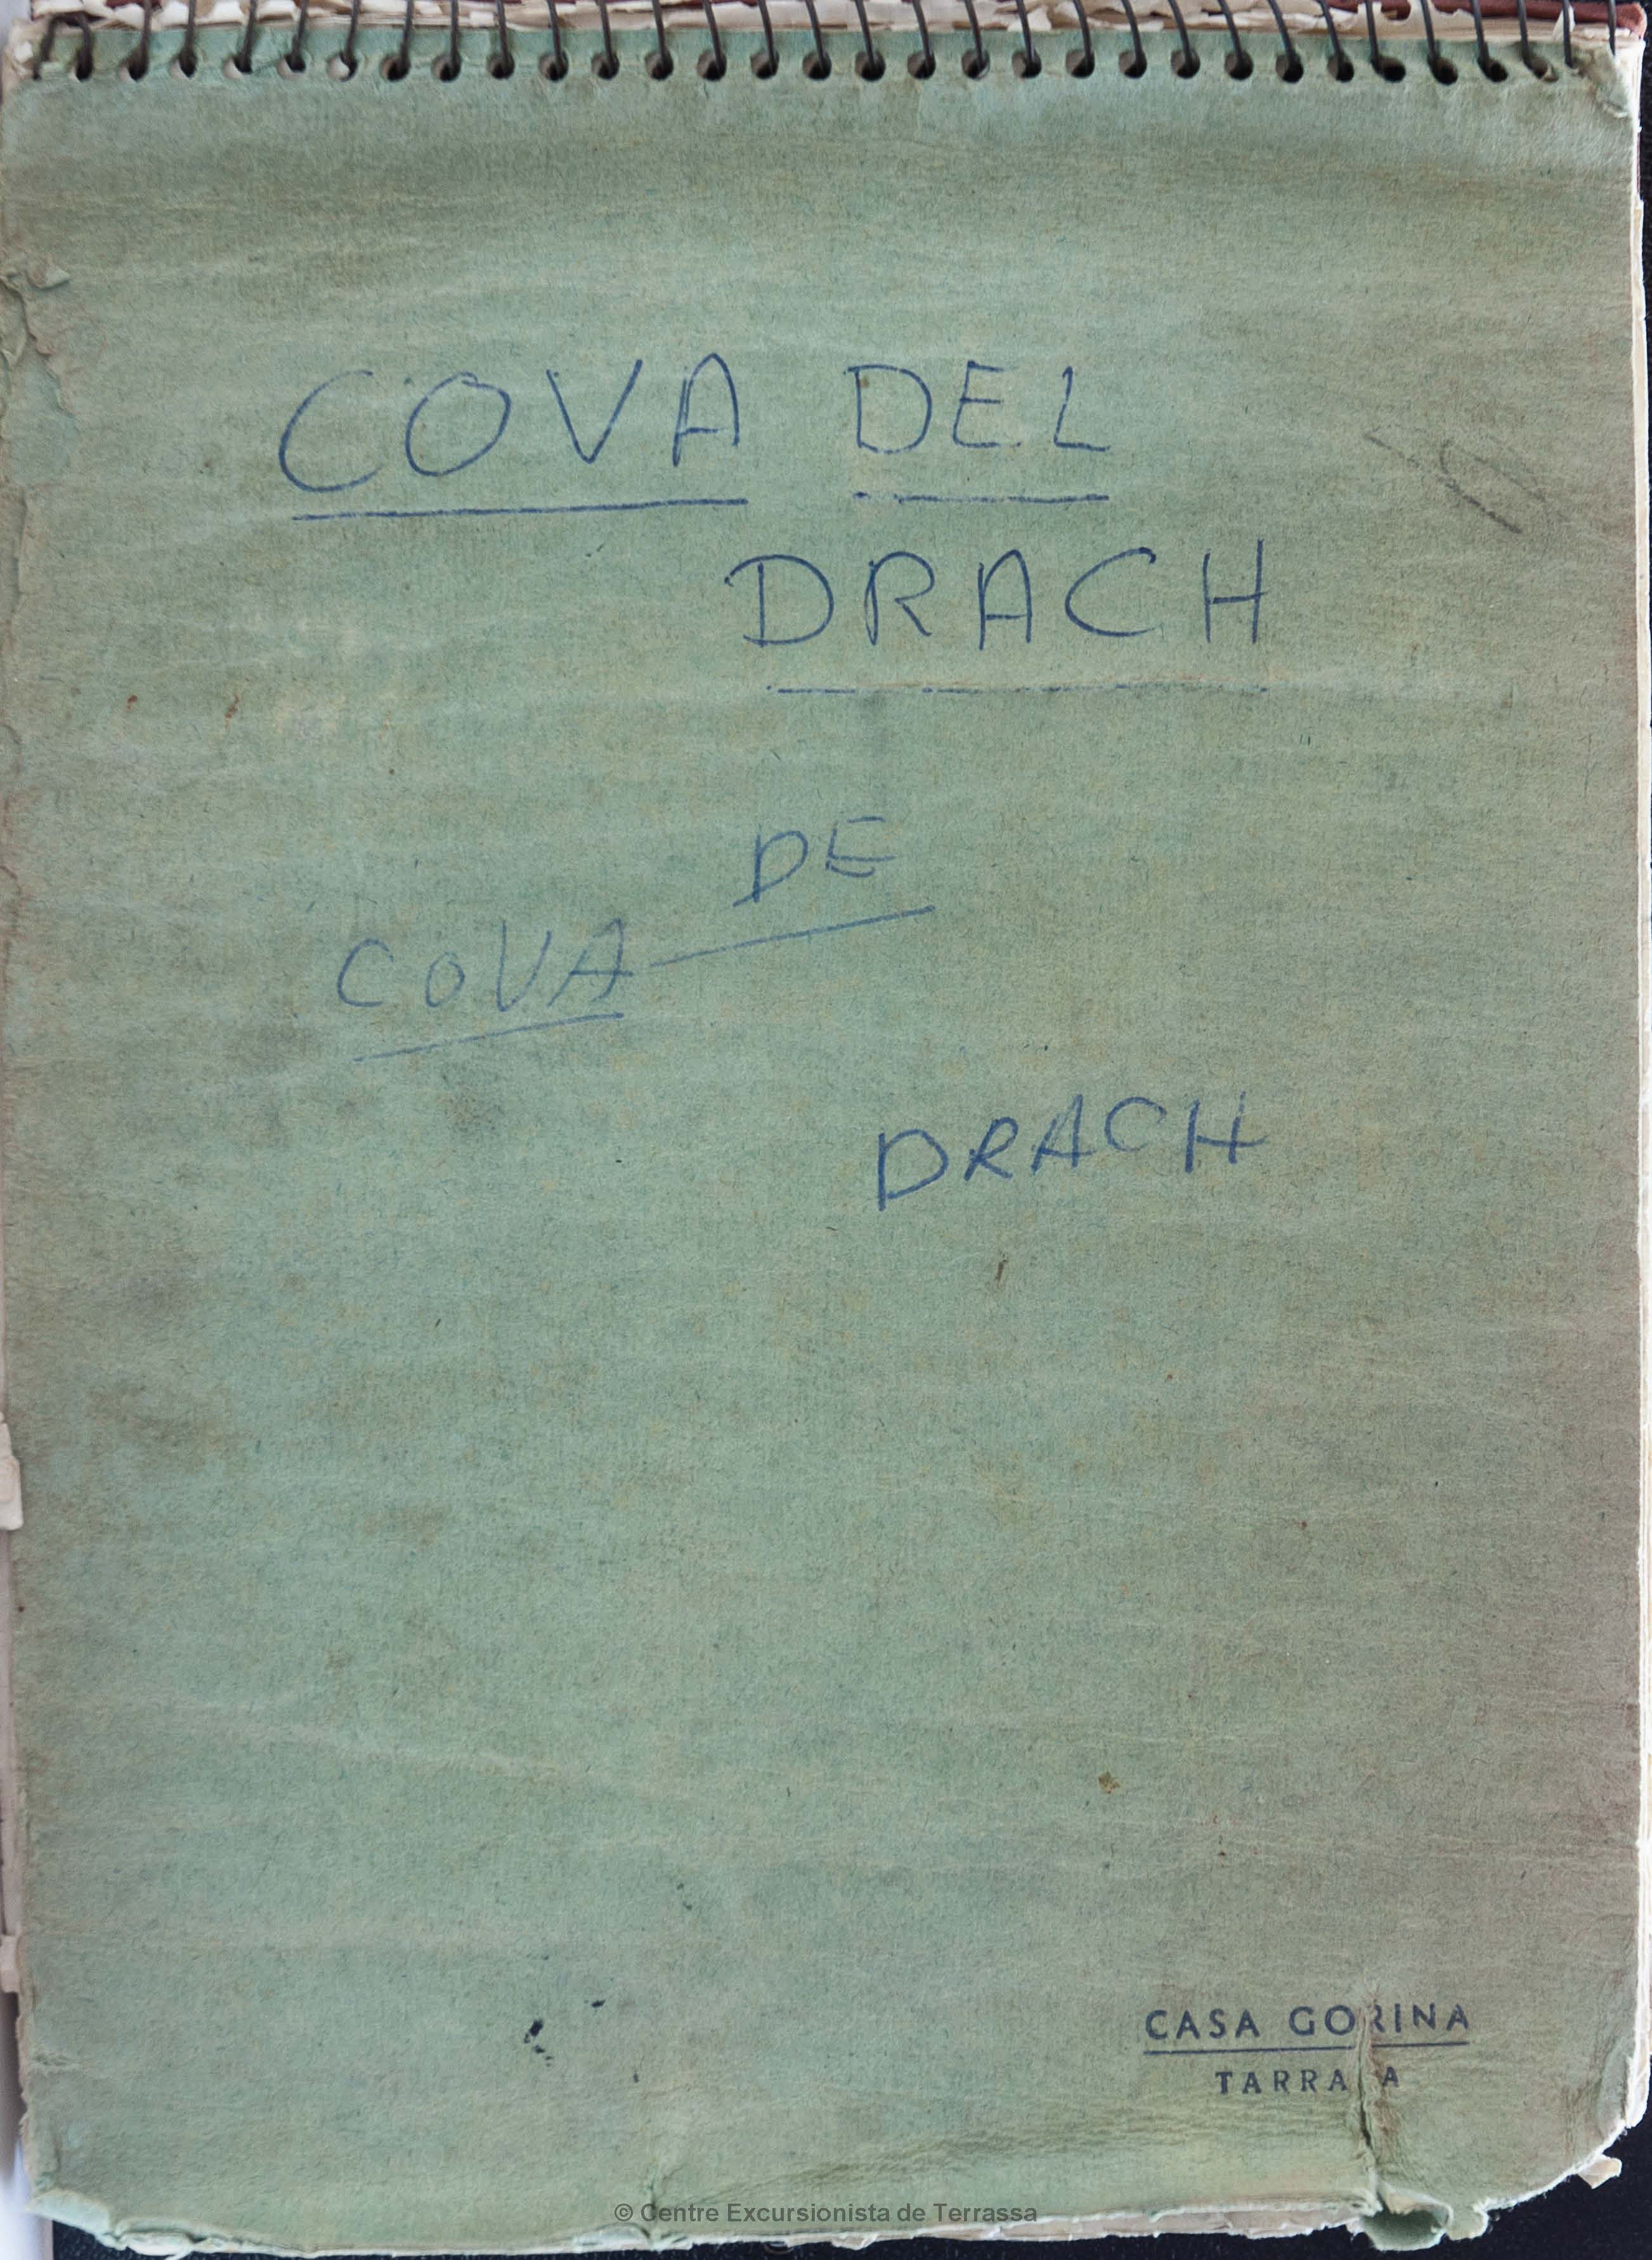 COVA DEL
DRACH
DE
COVA
DRACH
CASA GORINA
© Centre Excursionista de Terrassa